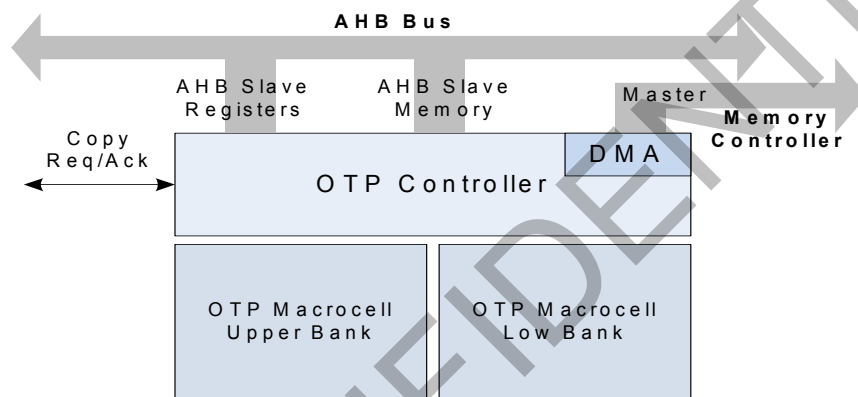 AHB Bus
AHB Slave
Registers
AHB Slave
Memory
Master
Memory
Controller
Copy
Req/Ack
DMA
OTP Controller
OTP Macrocell
Upper Bank
OTP Macrocell
Low Bank